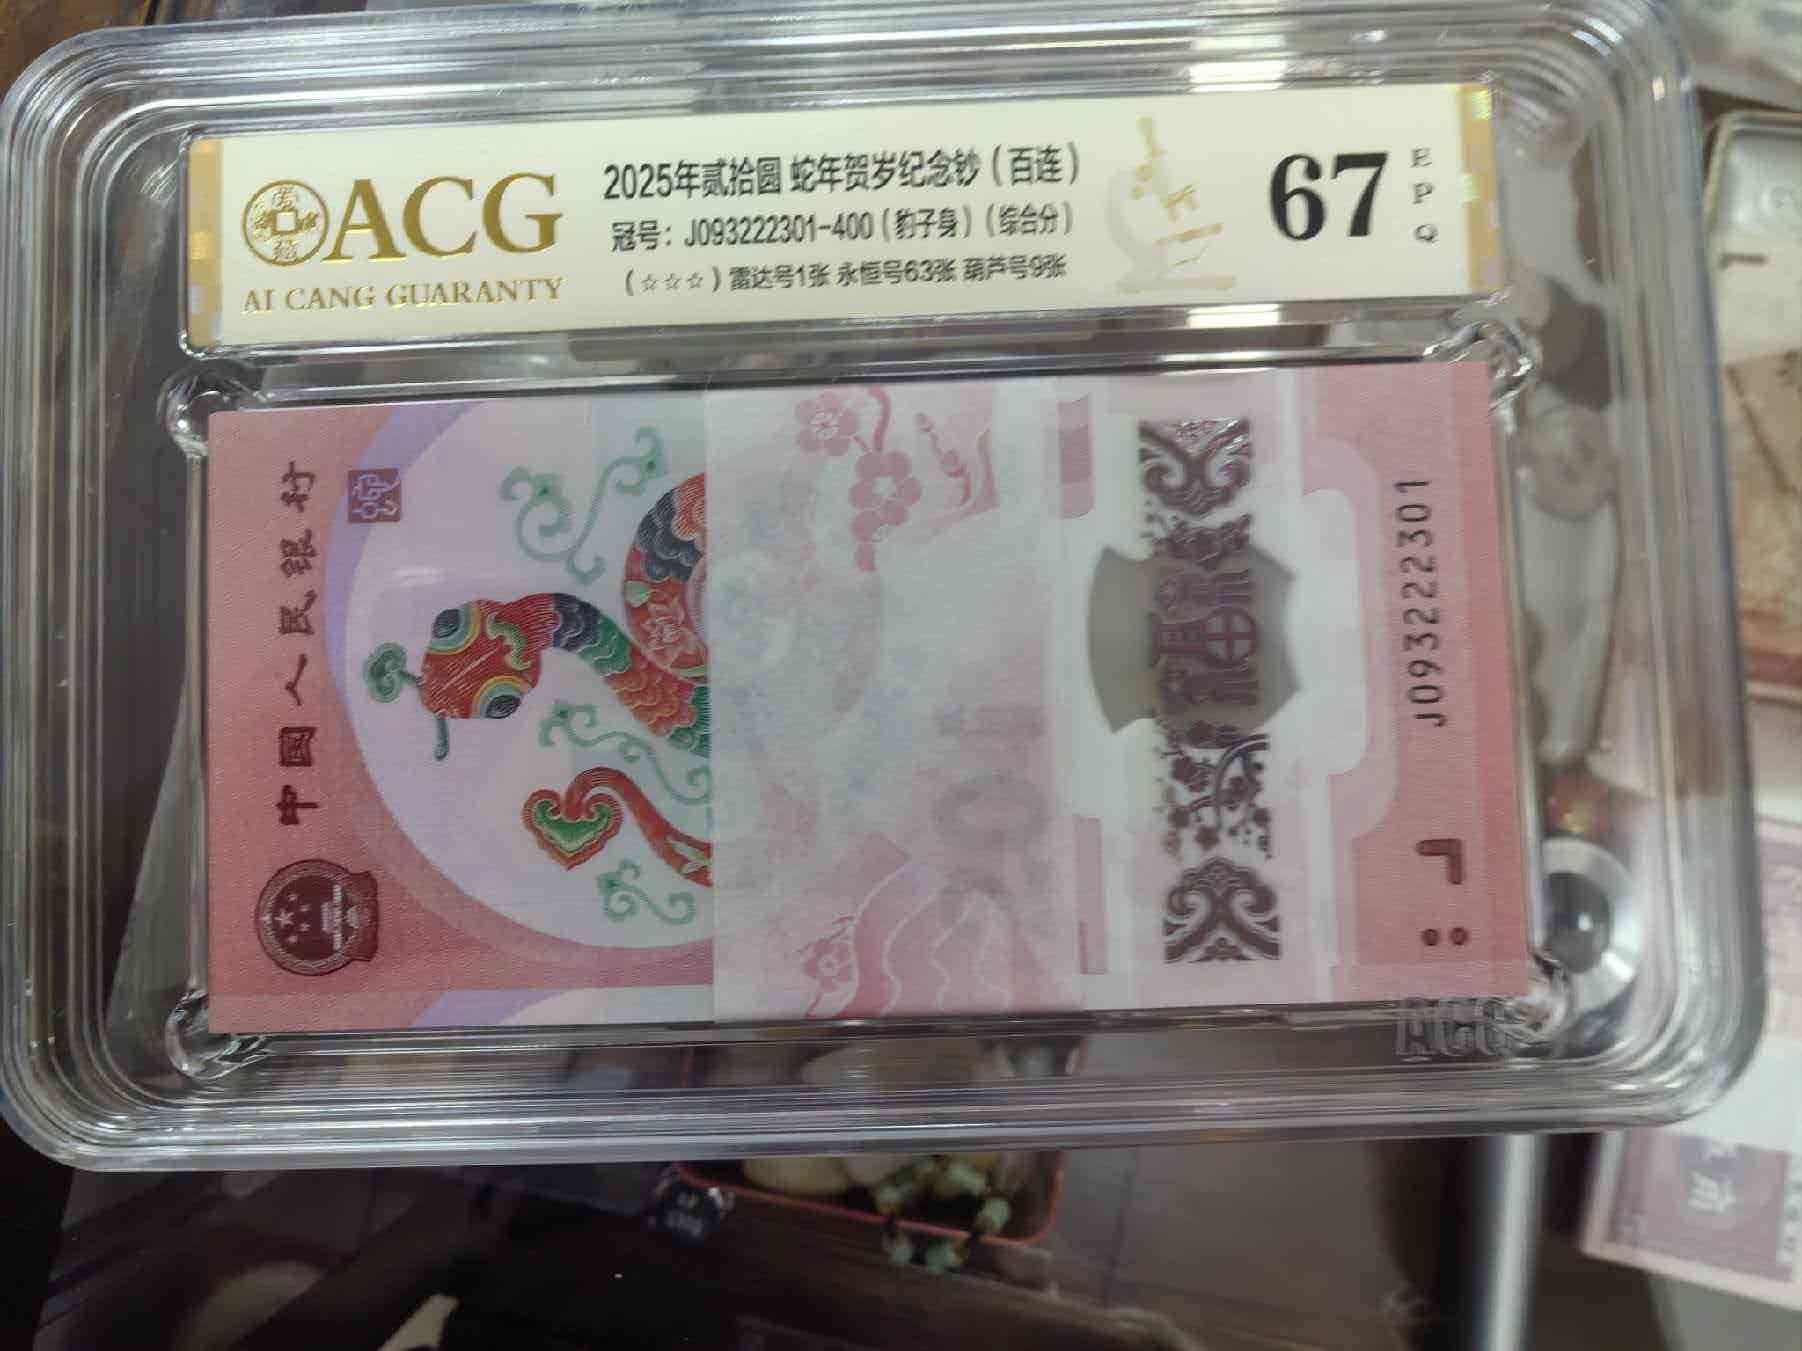 ACG
AI CANG GUARANTY
2025年贰拾圆 蛇年贺岁纪念钞（百连）
冠号：J093222301-400（豹子身）（综合分）
（☆☆☆）雷达号1张 永恒号63张 葫芦号9张
67
EPQ
中国人民银行
福
J093222301
ACG